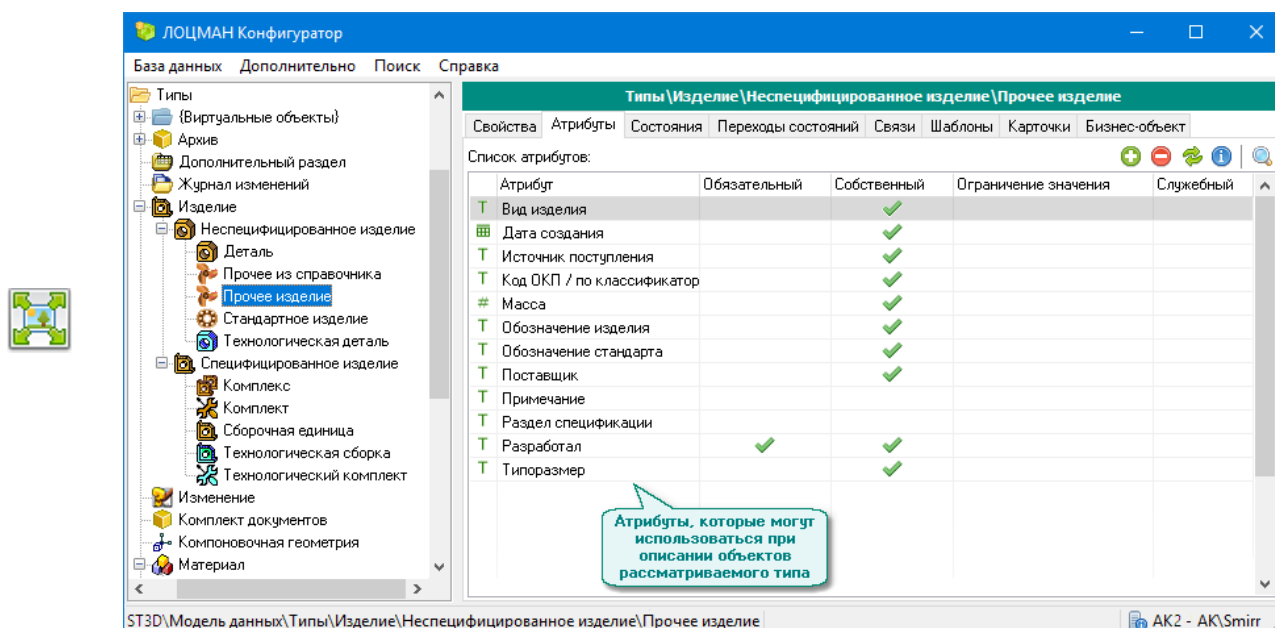 ЛОЦМАН Конфигуратор
База данных Дополнительно Поиск Справка
Типы
{Виртуальные объекты}
Архив
Дополнительный раздел
Журнал изменений
Изделие
Неспецифицированное изделие
Деталь
Прочее из справочника
Прочее изделие
Стандартное изделие
Технологическая деталь
Специфицированное изделие
Комплекс
Комплект
Сборочная единица
Технологическая сборка
Технологический комплект
Изменение
Комплект документов
Компоновочная геометрия
Материал
Типы\Изделие\Неспецифицированное изделие\Прочее изделие
Свойства Атрибуты Состояния Переходы состояний Связи Шаблоны Карточки Бизнес-объект
Список атрибутов:
Атрибут Обязательный Собственный Ограничение значения Служебный
Вид изделия
Дата создания
Источник поступления
Код ОКП / по классификатор
Масса
Обозначение изделия
Обозначение стандарта
Поставщик
Примечание
Раздел спецификации
Разработал
Типоразмер
Атрибуты, которые могут
использоваться при
описании объектов
рассматриваемого типа
ST3D\Модель данных\Типы\Изделие\Неспецифицированное изделие\Прочее изделие
AK2 - AK\Smirr